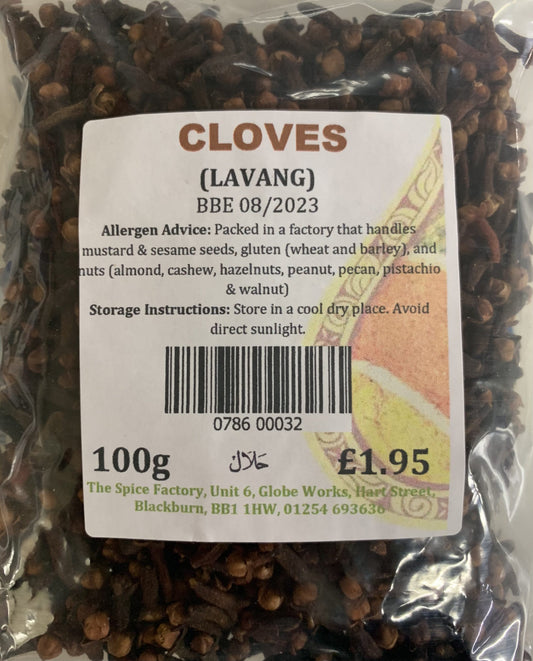 CLOVES
(LAVANG)
BBE 08/2023
Allergen Advice: Packed in a factory that handles
mustard & sesame seeds, gluten (wheat and barley), and
nuts (almond, cashew, hazelnuts, peanut, pecan, pistachio
& walnut)
Storage Instructions: Store in a cool dry place. Avoid
direct sunlight.
0786 00032
100g حلال £1.95
The Spice Factory, Unit 6, Globe Works, Hart Street,
Blackburn, BB1 1HW, 01254 693636